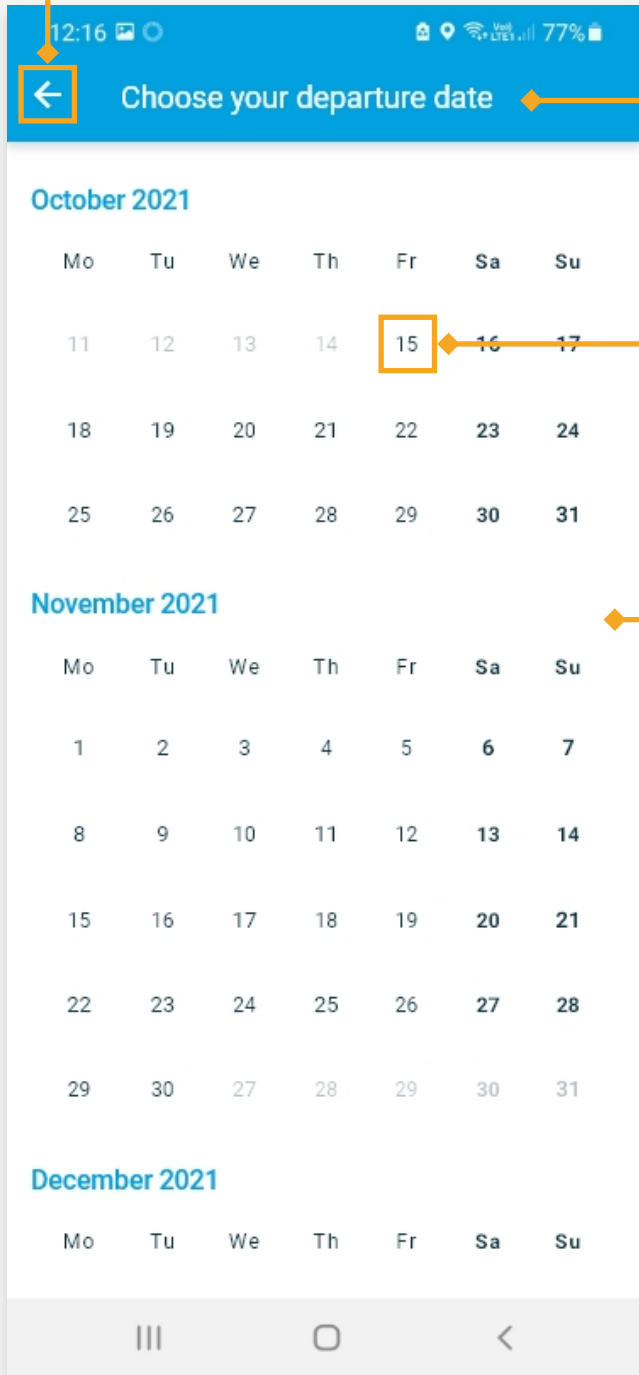 12:16 77%
Choose your departure date
October 2021
Mo Tu We Th Fr Sa Su
11 12 13 14 15 16 17
18 19 20 21 22 23 24
25 26 27 28 29 30 31
November 2021
Mo Tu We Th Fr Sa Su
1 2 3 4 5 6 7
8 9 10 11 12 13 14
15 16 17 18 19 20 21
22 23 24 25 26 27 28
29 30 27 28 29 30 31
December 2021
Mo Tu We Th Fr Sa Su